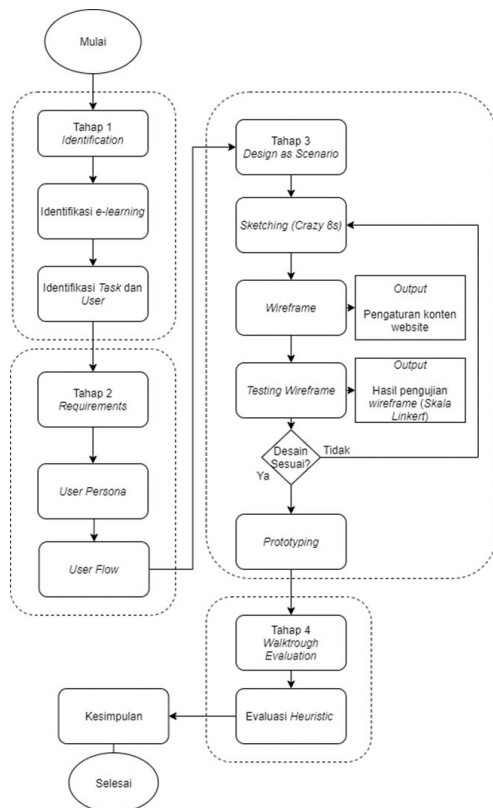 Mulai
Tahap 1
Identification
Identifikasi e-learning
Identifikasi Task dan
User
Tahap 2
Requirements
User Persona
User Flow
Tahap 3
Design as Scenario
Sketching (Crazy 8s)
Wireframe
Output
Pengaturan konten
website
Testing Wireframe
Output
Hasil pengujian
wireframe (Skala
Linkert)
Desain
Sesuai?
Tidak
Ya
Prototyping
Tahap 4
Walktrough
Evaluation
Evaluasi Heuristic
Kesimpulan
Selesai